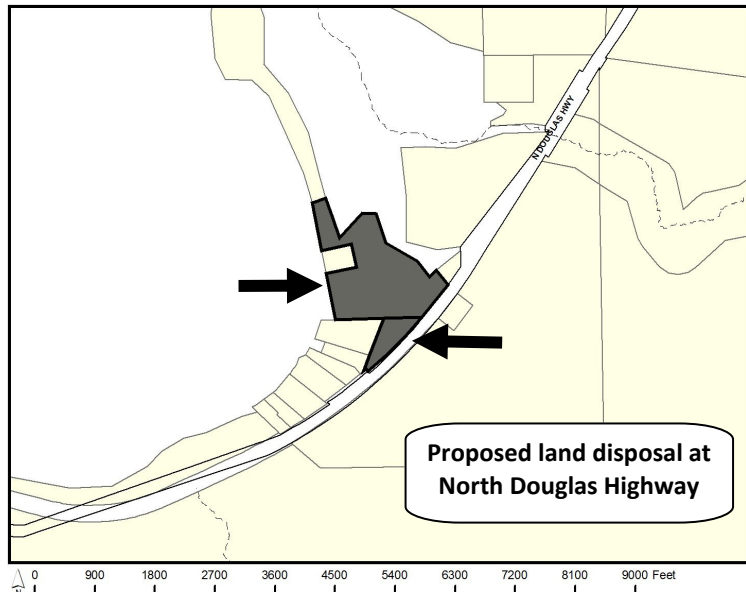 N DOUGLAS HWY
Proposed land disposal at
North Douglas Highway
0 900 1800 2700 3600 4500 5400 6300 7200 8100 9000 Feet